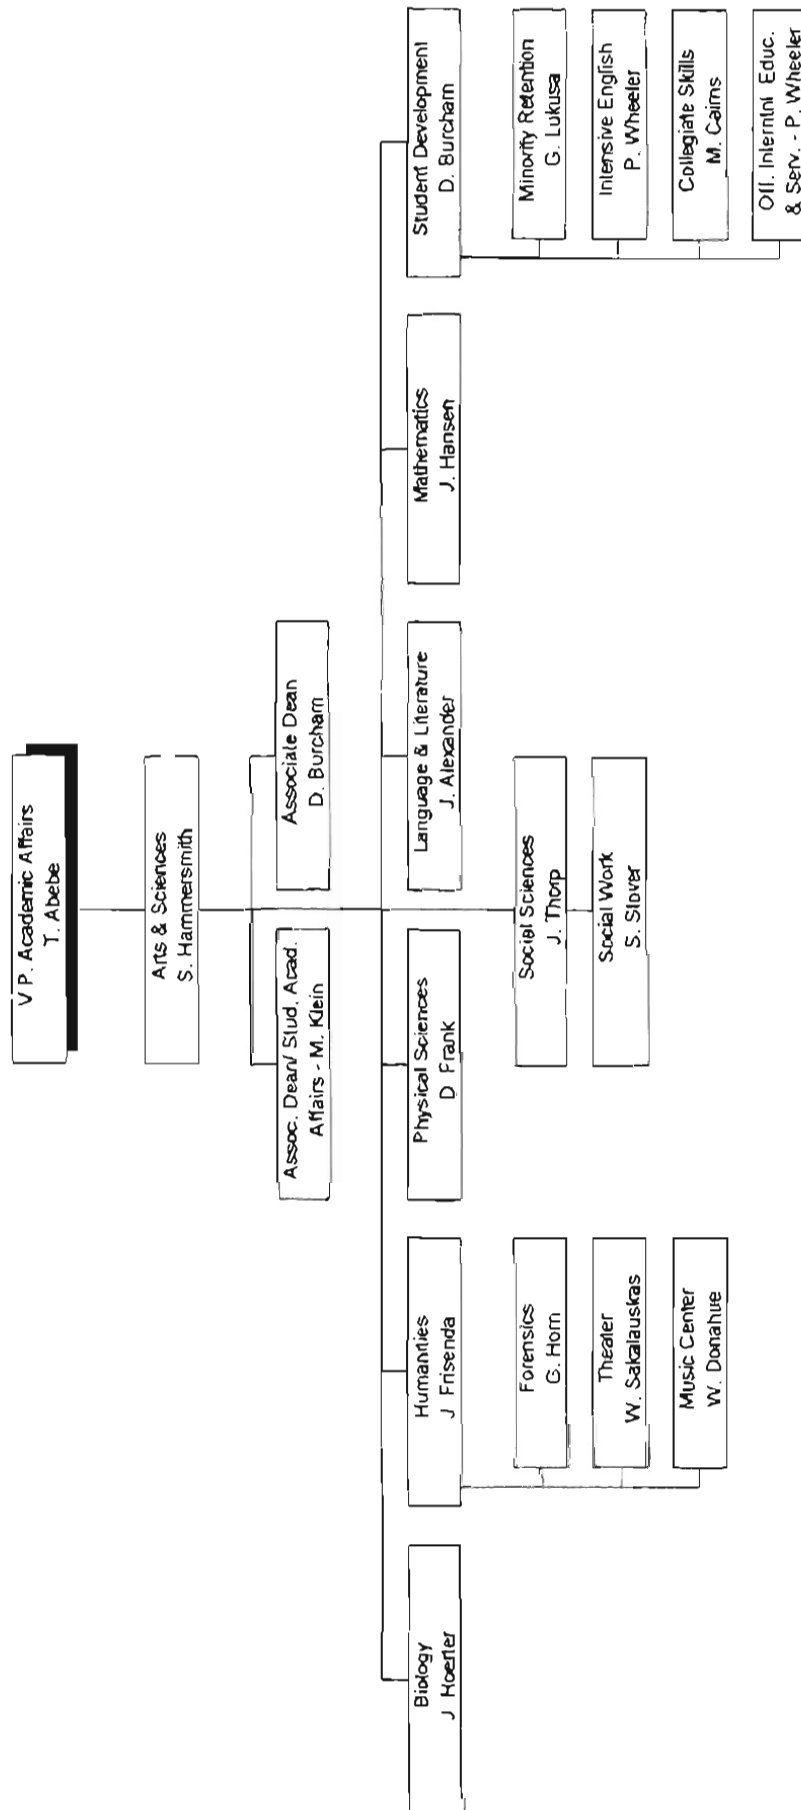 V P. Academic Affairs
T. Abebe
Arts & Sciences
S. Hammersmith
Assoc. Dean/ Stud. Acad.
Affairs - M. Klein
Associate Dean
D. Burcham
Biology
J Hoerter
Humanities
J Frisenda
Physical Sciences
D Frank
Language & Literature
J. Alexander
Mathematics
J. Hansen
Student Development
D. Burcham
Forensics
G. Horn
Theater
W. Sakalauskas
Music Center
W. Donahue
Social Sciences
J. Thorp
Social Work
S. Slover
Minority Retention
G. Lukusa
Intensive English
P. Wheeler
Collegiate Skills
M. Cairns
Off. Interntnl Educ.
& Serv. - P. Wheeler